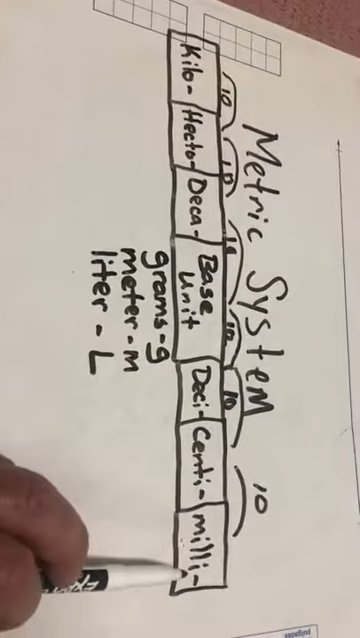 Metric System
10 10 10 10 10 10
Kilo- Hecto- Deca- Base Unit Deci- Centi- Milli-
grams-g
meter-m
liter-L